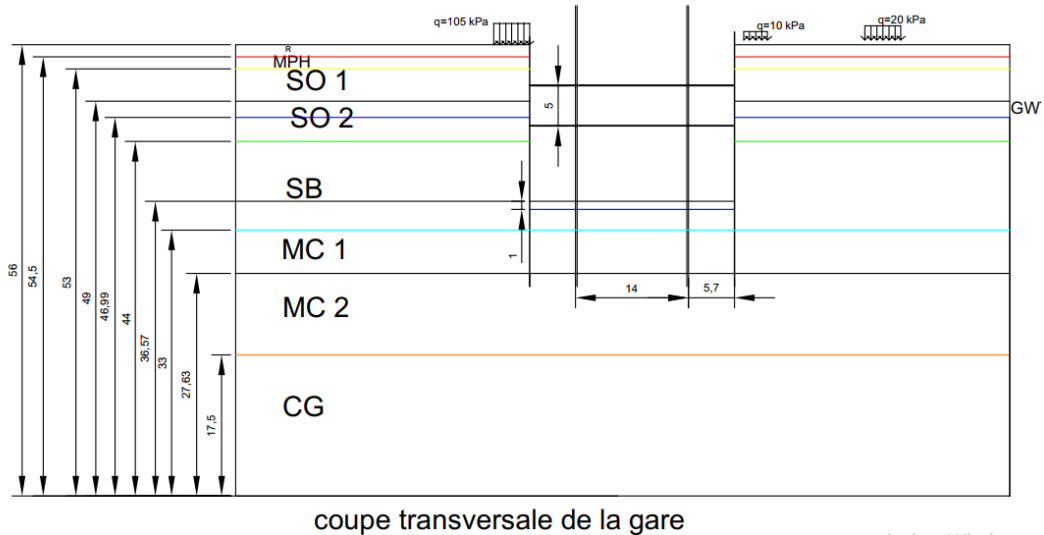 q=105 kPa
q=10 kPa
q=20 kPa
R
MPH
SO 1
5
GWT
SO 2
SB
1
MC 1
56
54,5
53
49
46,99
44
36,57
33
27,63
17,5
14
5,7
MC 2
CG
coupe transversale de la gare